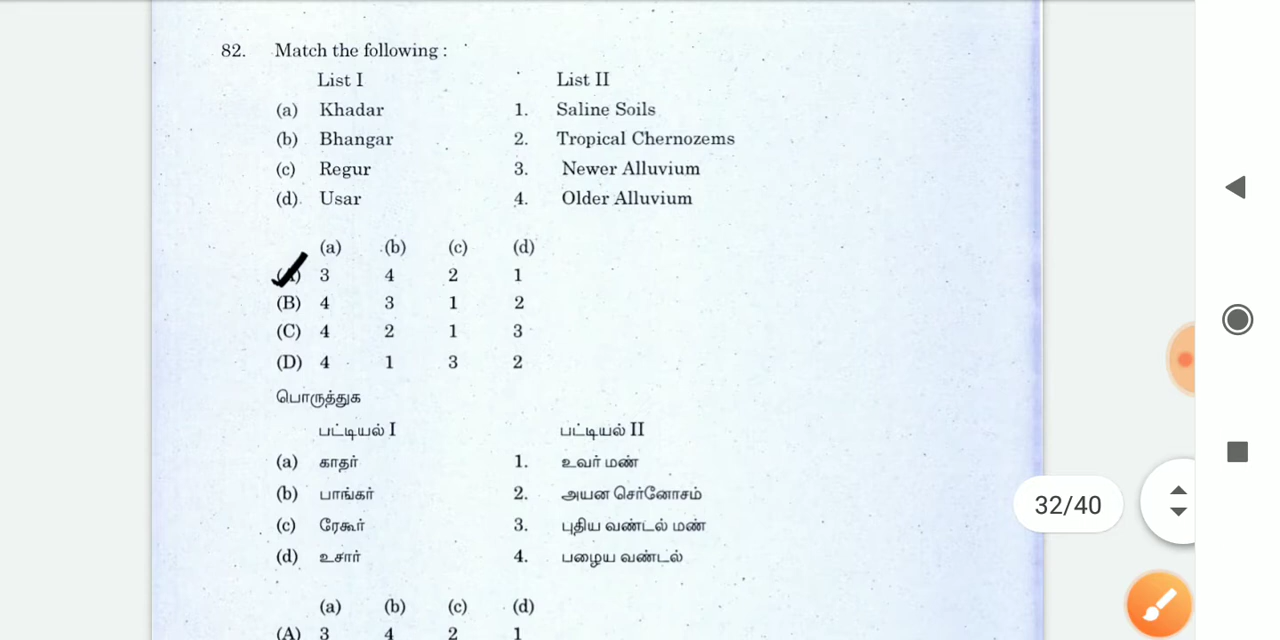 82. Match the following :
List I List II
(a) Khadar 1. Saline Soils
(b) Bhangar 2. Tropical Chernozems
(c) Regur 3. Newer Alluvium
(d) Usar 4. Older Alluvium
(a) (b) (c) (d)
(A) 3 4 2 1
(B) 4 3 1 2
(C) 4 2 1 3
(D) 4 1 3 2
பொருத்துக
பட்டியல் I பட்டியல் II
(a) காதர் 1. உவர் மண்
(b) பாங்கர் 2. அயன செர்னோசம்
(c) ரேகூர் 3. புதிய வண்டல் மண்
(d) உசார் 4. பழைய வண்டல்
(a) (b) (c) (d)
(A) 3 4 2 1
32/40